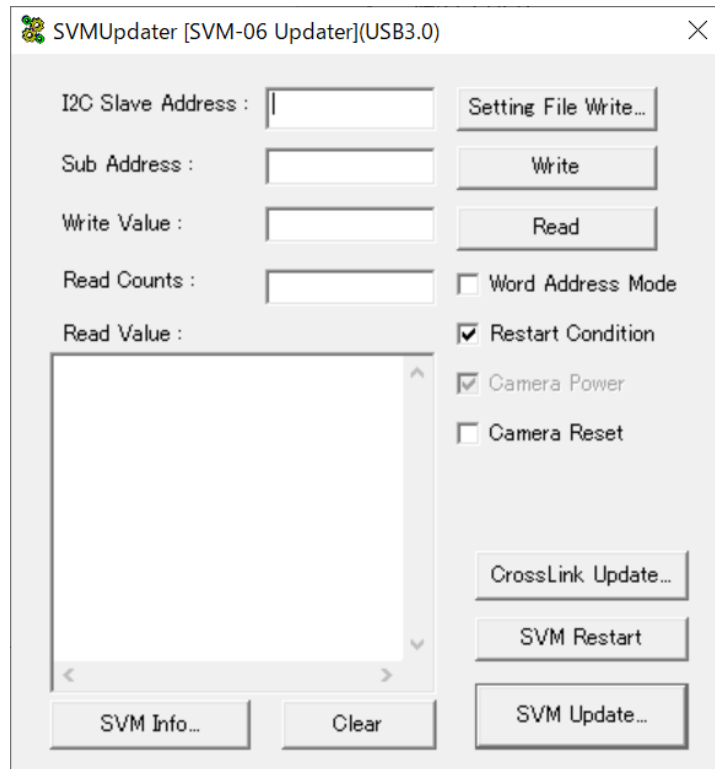 SVMUpdater [SVM-06 Updater](USB3.0)
I2C Slave Address :
Setting File Write...
Sub Address :
Write
Write Value :
Read
Read Counts :
Word Address Mode
Read Value :
Restart Condition
Camera Power
Camera Reset
CrossLink Update...
SVM Restart
SVM Info...
Clear
SVM Update...